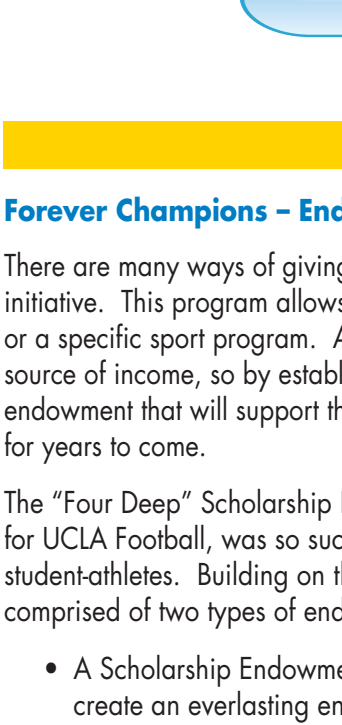 Forever Champions – End
There are many ways of giving
initiative.  This program allows
or a specific sport program.  A
source of income, so by establ
endowment that will support th
for years to come.
The “Four Deep” Scholarship
for UCLA Football, was so suc
student-athletes.  Building on th
comprised of two types of end
• A Scholarship Endowme
create an everlasting en